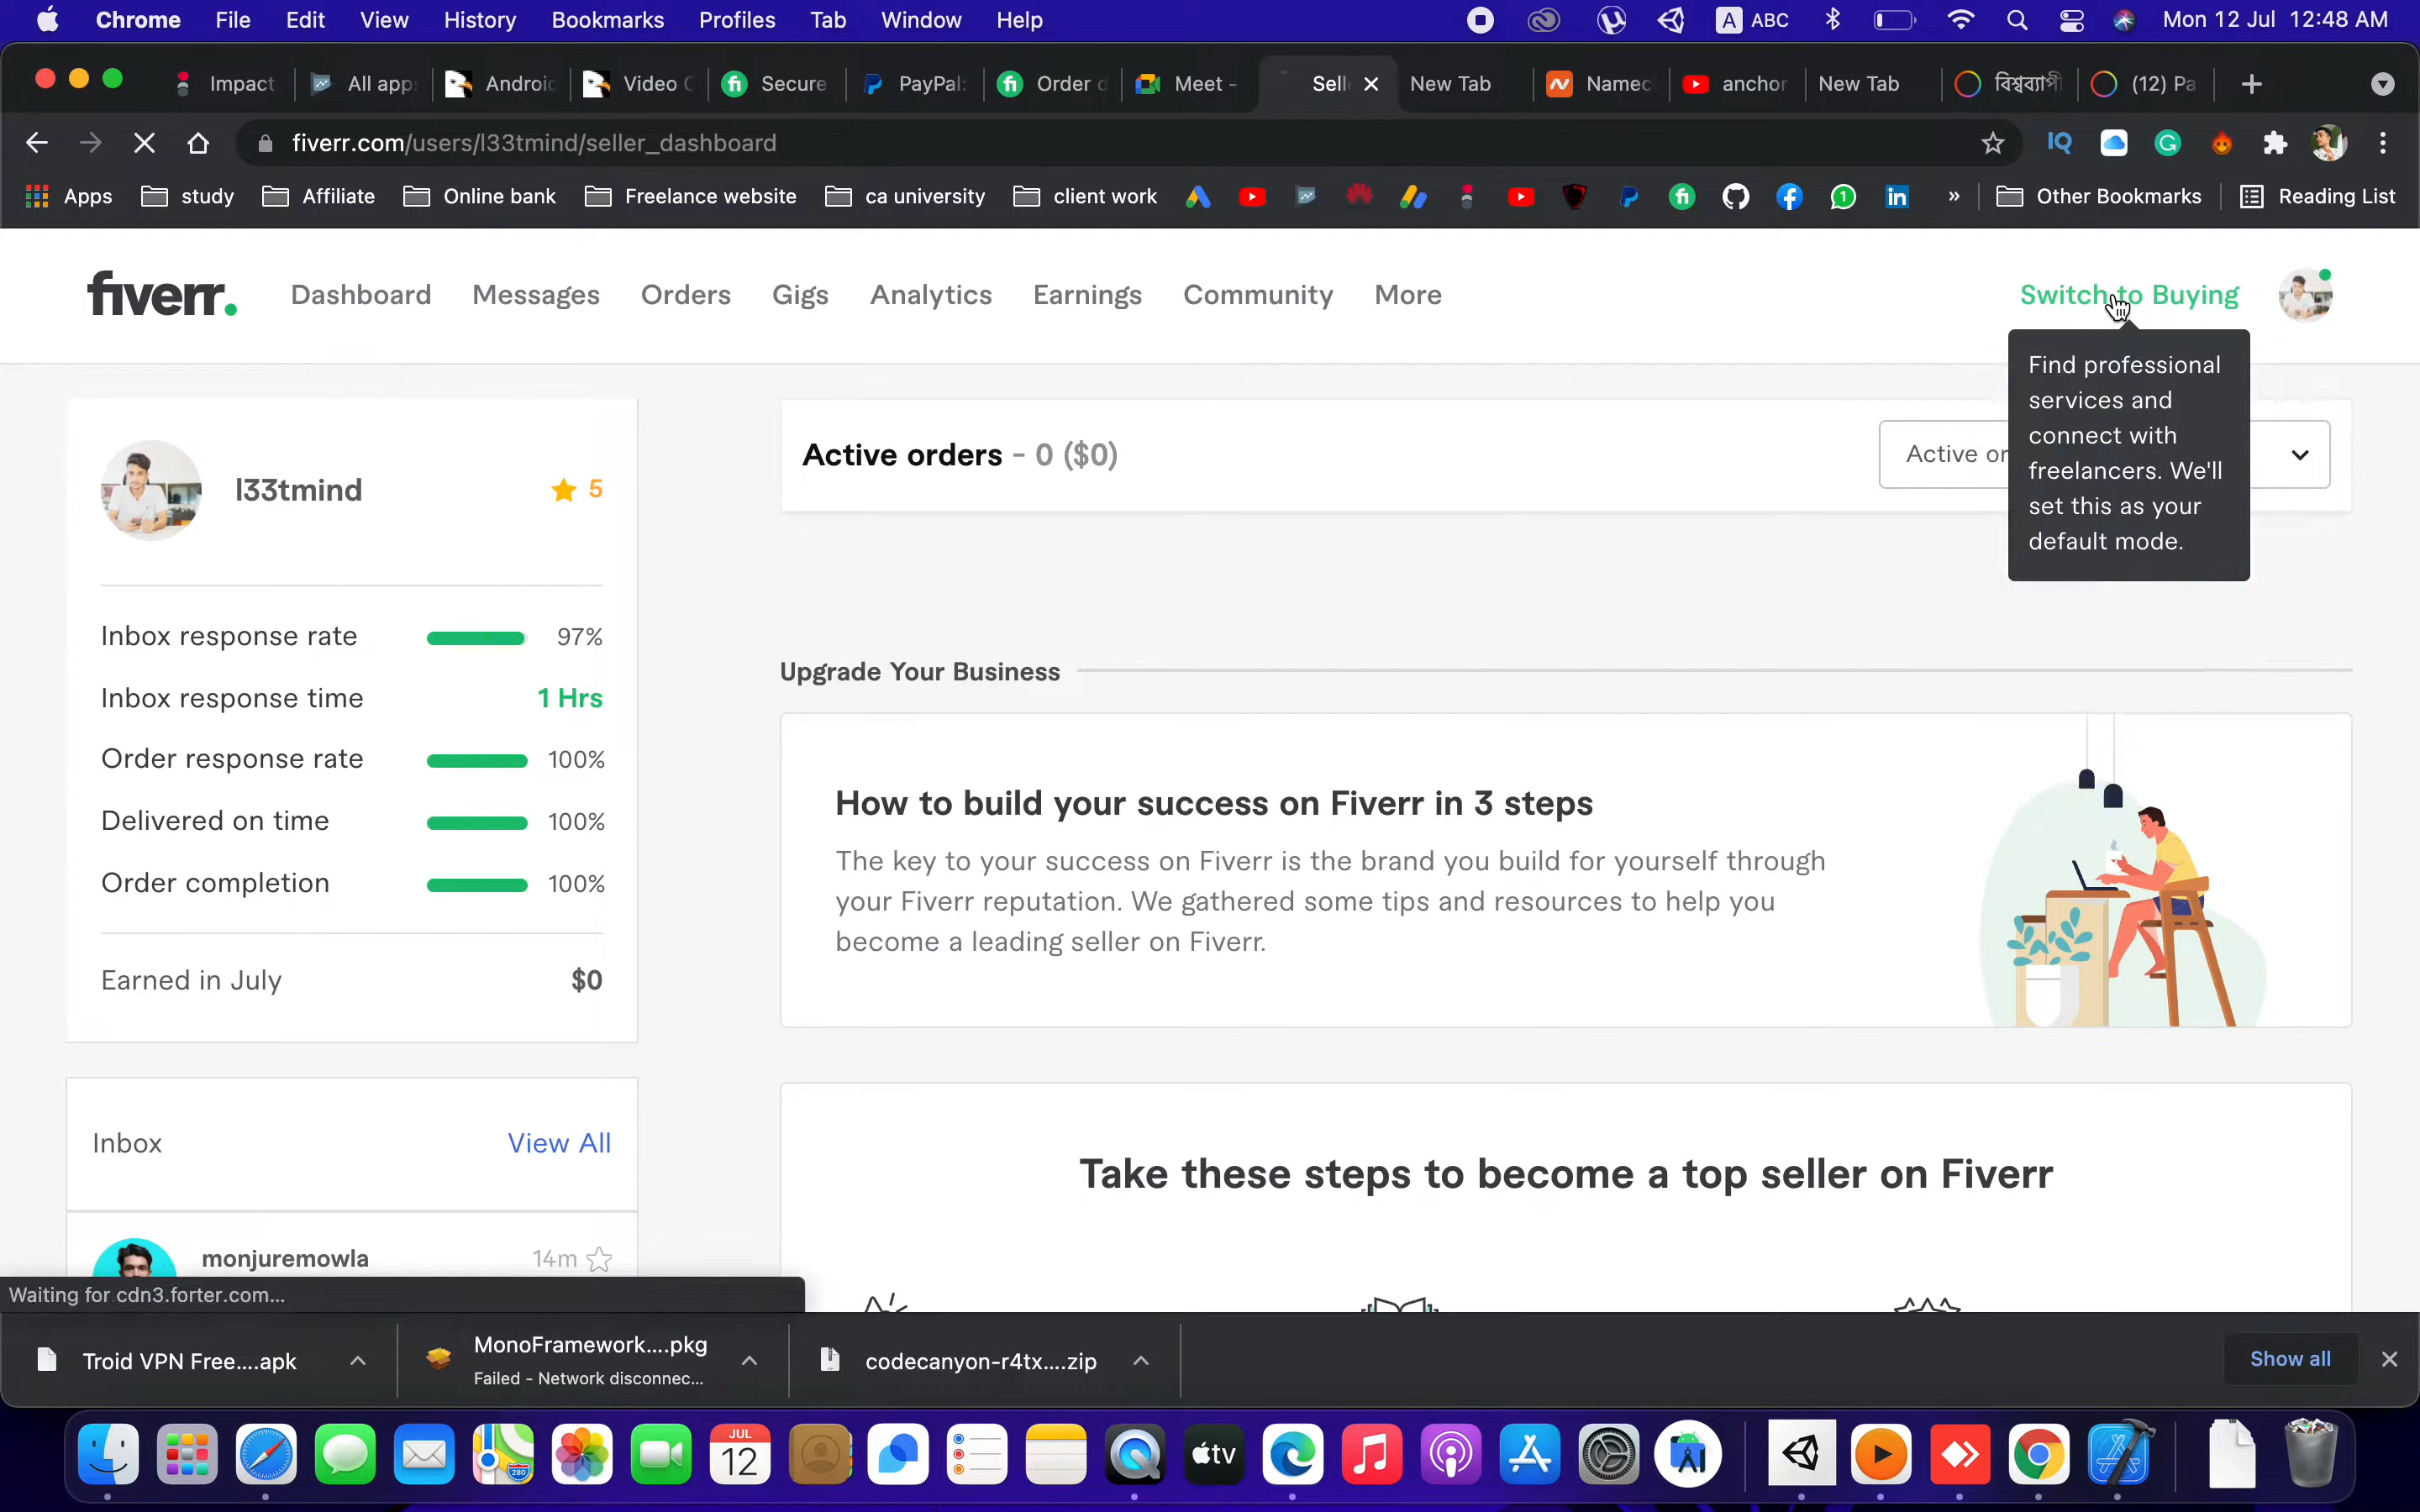 Chrome File Edit View History Bookmarks Profiles Tab Window Help A ABC Mon 12 Jul 12:48 AM
Impact All apps Androi Video C Secure PayPal: Order d Meet - Sell New Tab Namec anchor New Tab বিশ্বব্যাপী (12) Pa
fiverr.com/users/l33tmind/seller_dashboard IQ
Apps study Affiliate Online bank Freelance website ca university client work 1 in » Other Bookmarks Reading List
fiverr. Dashboard Messages Orders Gigs Analytics Earnings Community More Switch to Buying
Find professional
services and
connect with
freelancers. We'll
set this as your
default mode.
l33tmind 5
Active orders - 0 ($0) Active or
Inbox response rate 97%
Inbox response time 1 Hrs
Order response rate 100%
Delivered on time 100%
Order completion 100%
Earned in July $0
Upgrade Your Business
How to build your success on Fiverr in 3 steps
The key to your success on Fiverr is the brand you build for yourself through
your Fiverr reputation. We gathered some tips and resources to help you
become a leading seller on Fiverr.
Inbox View All
monjuremowla 14m
Take these steps to become a top seller on Fiverr
Waiting for cdn3.forter.com...
Troid VPN Free....apk
MonoFramework....pkg
Failed - Network disconnec...
codecanyon-r4tx....zip
Show all
280
JUL
12
tv